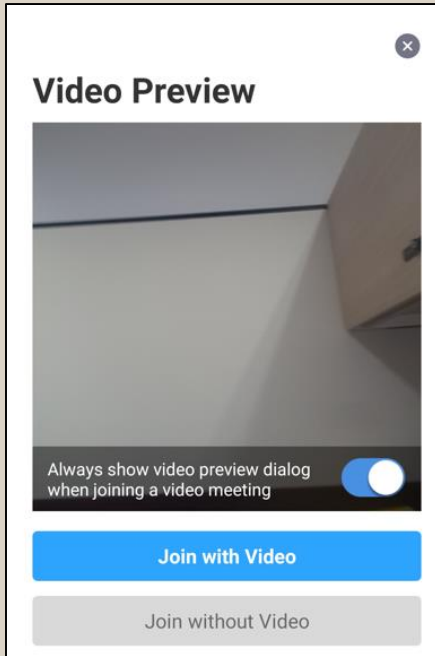 Video Preview
Always show video preview dialog
when joining a video meeting
Join with Video
Join without Video